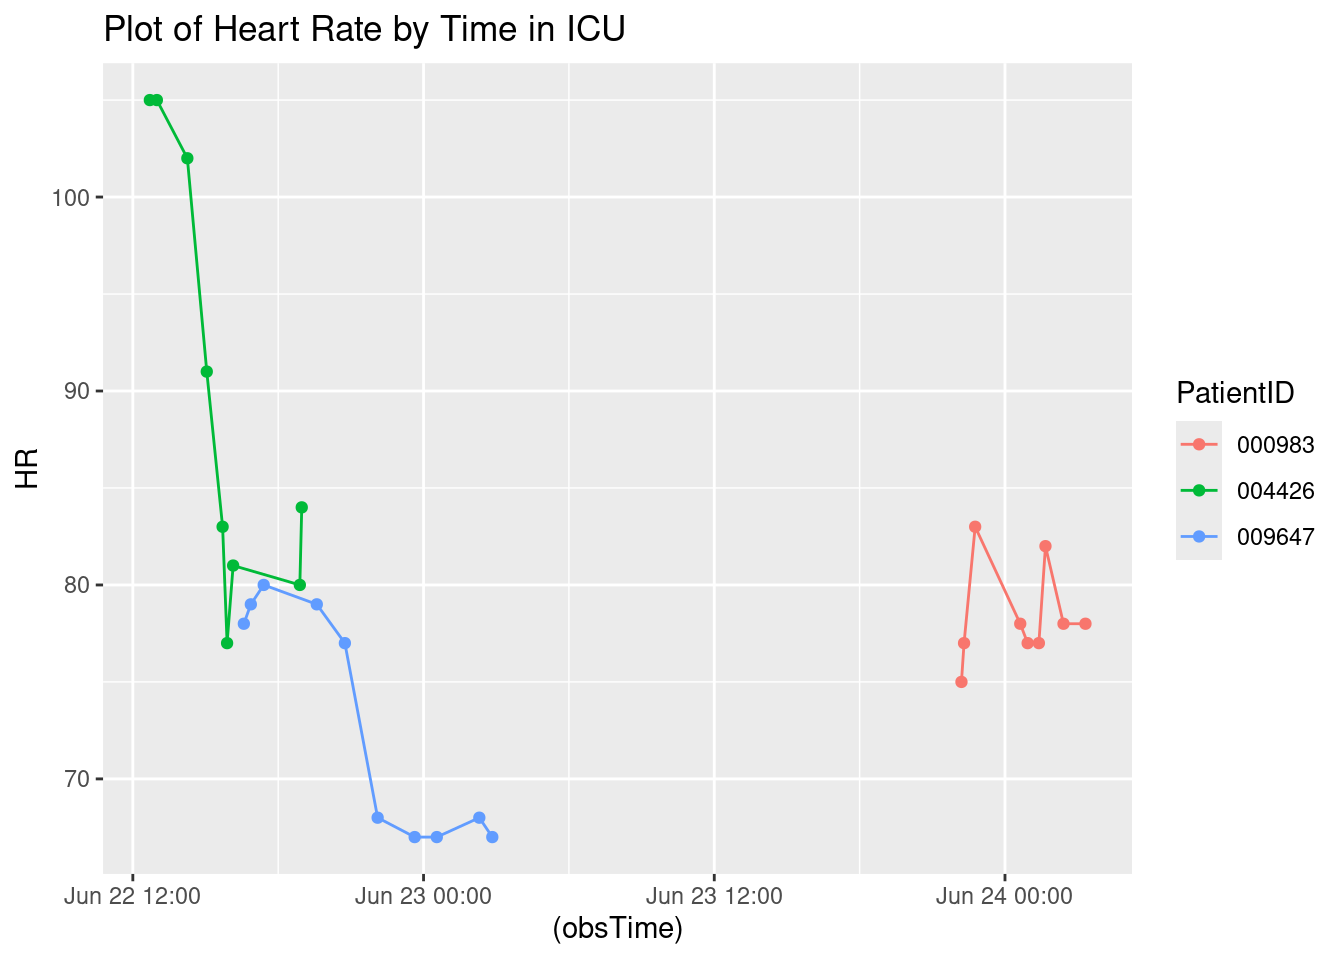 Plot of Heart Rate by Time in ICU
HR
100
90
80
70
Jun 22 12:00
Jun 23 00:00
Jun 23 12:00
Jun 24 00:00
(obsTime)
PatientID
000983
004426
009647